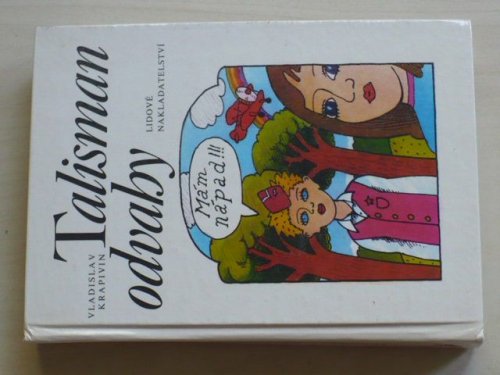 VLADISLAV
KRAPIVIN
Talisman
odvahy
LIDOVÉ
NAKLADATELSTVÍ
Mám
nápad!!!